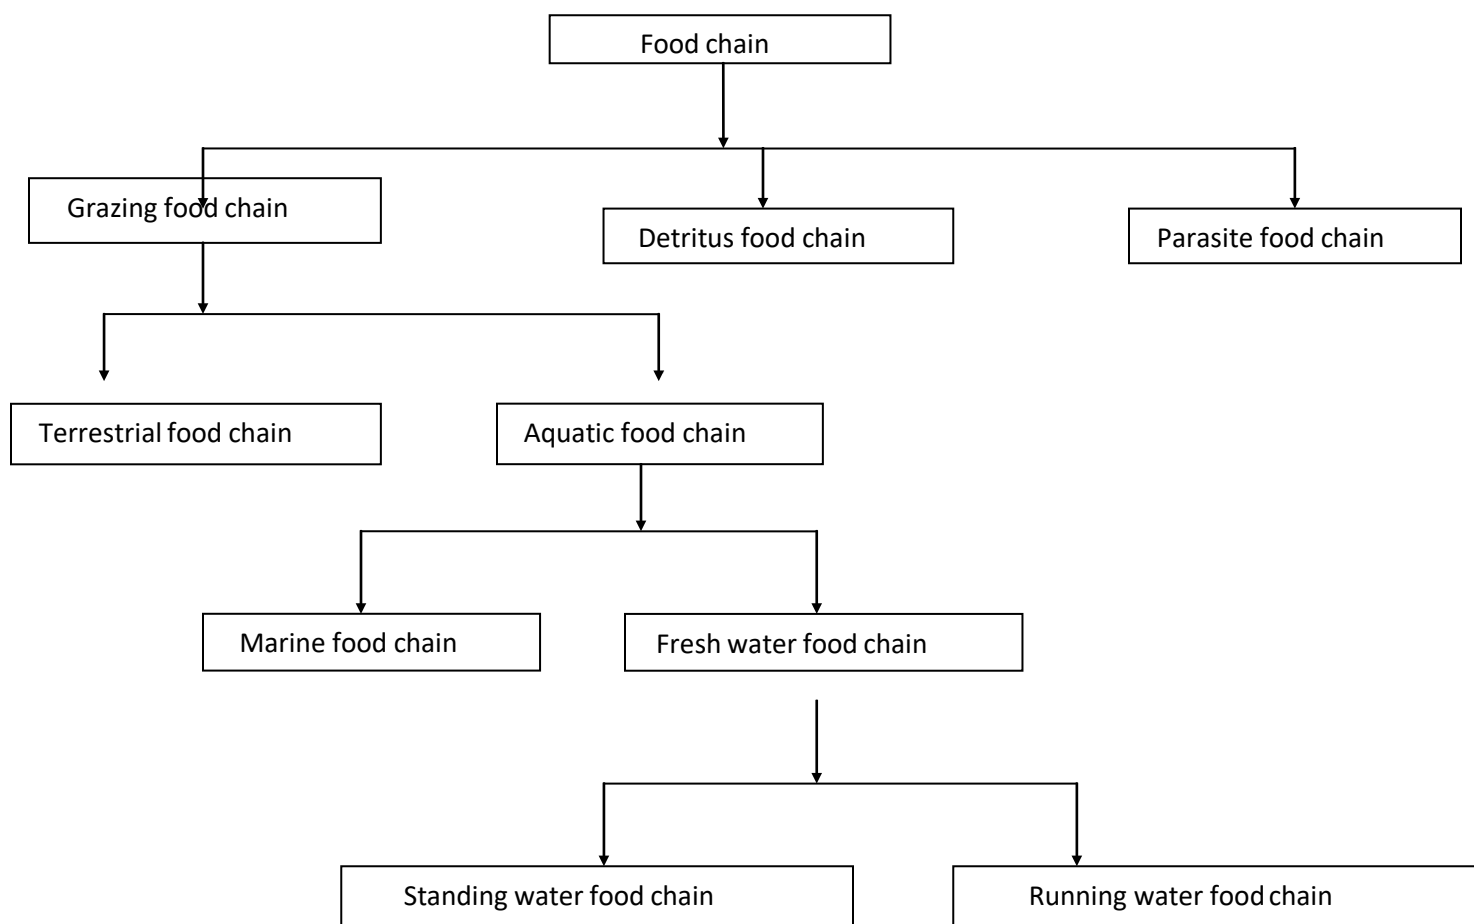 Food chain
Grazing food chain
Detritus food chain
Parasite food chain
Terrestrial food chain
Aquatic food chain
Marine food chain
Fresh water food chain
Standing water food chain
Running water food chain